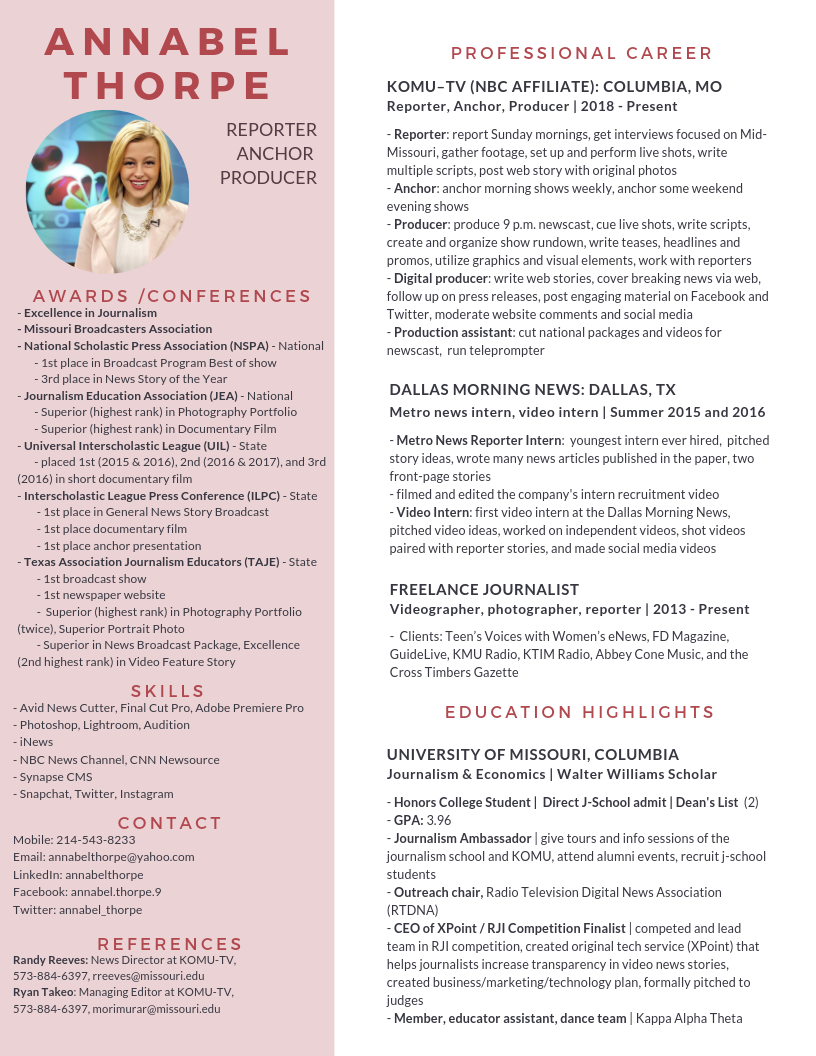 ANNABEL
THORPE
REPORTER
ANCHOR
PRODUCER
KO
AWARDS /CONFERENCES
- Excellence in Journalism
- Missouri Broadcasters Association
- National Scholastic Press Association (NSPA) - National
- 1st place in Broadcast Program Best of show
- 3rd place in News Story of the Year
- Journalism Education Association (JEA) - National
- Superior (highest rank) in Photography Portfolio
- Superior (highest rank) in Documentary Film
- Universal Interscholastic League (UIL) - State
- placed 1st (2015 & 2016), 2nd (2016 & 2017), and 3rd
(2016) in short documentary film
- Interscholastic League Press Conference (ILPC) - State
- 1st place in General News Story Broadcast
- 1st place documentary film
- 1st place anchor presentation
- Texas Association Journalism Educators (TAJE) - State
- 1st broadcast show
- 1st newspaper website
- Superior (highest rank) in Photography Portfolio
(twice), Superior Portrait Photo
- Superior in News Broadcast Package, Excellence
(2nd highest rank) in Video Feature Story
SKILLS
- Avid News Cutter, Final Cut Pro, Adobe Premiere Pro
- Photoshop, Lightroom, Audition
- iNews
- NBC News Channel, CNN Newsource
- Synapse CMS
- Snapchat, Twitter, Instagram
CONTACT
Mobile: 214-543-8233
Email: annabelthorpe@yahoo.com
LinkedIn: annabelthorpe
Facebook: annabel.thorpe.9
Twitter: annabel_thorpe
REFERENCES
Randy Reeves: News Director at KOMU-TV,
573-884-6397, rreeves@missouri.edu
Ryan Takeo: Managing Editor at KOMU-TV,
573-884-6397, morimurar@missouri.edu
PROFESSIONAL CAREER
KOMU–TV (NBC AFFILIATE): COLUMBIA, MO
Reporter, Anchor, Producer | 2018 - Present
- Reporter: report Sunday mornings, get interviews focused on Mid-
Missouri, gather footage, set up and perform live shots, write
multiple scripts, post web story with original photos
- Anchor: anchor morning shows weekly, anchor some weekend
evening shows
- Producer: produce 9 p.m. newscast, cue live shots, write scripts,
create and organize show rundown, write teases, headlines and
promos, utilize graphics and visual elements, work with reporters
- Digital producer: write web stories, cover breaking news via web,
follow up on press releases, post engaging material on Facebook and
Twitter, moderate website comments and social media
- Production assistant: cut national packages and videos for
newscast, run teleprompter
DALLAS MORNING NEWS: DALLAS, TX
Metro news intern, video intern | Summer 2015 and 2016
- Metro News Reporter Intern: youngest intern ever hired, pitched
story ideas, wrote many news articles published in the paper, two
front-page stories
- filmed and edited the company's intern recruitment video
- Video Intern: first video intern at the Dallas Morning News,
pitched video ideas, worked on independent videos, shot videos
paired with reporter stories, and made social media videos
FREELANCE JOURNALIST
Videographer, photographer, reporter | 2013 - Present
- Clients: Teen's Voices with Women's eNews, FD Magazine,
GuideLive, KMU Radio, KTIM Radio, Abbey Cone Music, and the
Cross Timbers Gazette
EDUCATION HIGHLIGHTS
UNIVERSITY OF MISSOURI, COLUMBIA
Journalism & Economics | Walter Williams Scholar
- Honors College Student | Direct J-School admit | Dean's List (2)
- GPA: 3.96
- Journalism Ambassador | give tours and info sessions of the
journalism school and KOMU, attend alumni events, recruit j-school
students
- Outreach chair, Radio Television Digital News Association
(RTDNA)
- CEO of XPoint / RJI Competition Finalist | competed and lead
team in RJI competition, created original tech service (XPoint) that
helps journalists increase transparency in video news stories,
created business/marketing/technology plan, formally pitched to
judges
- Member, educator assistant, dance team | Kappa Alpha Theta